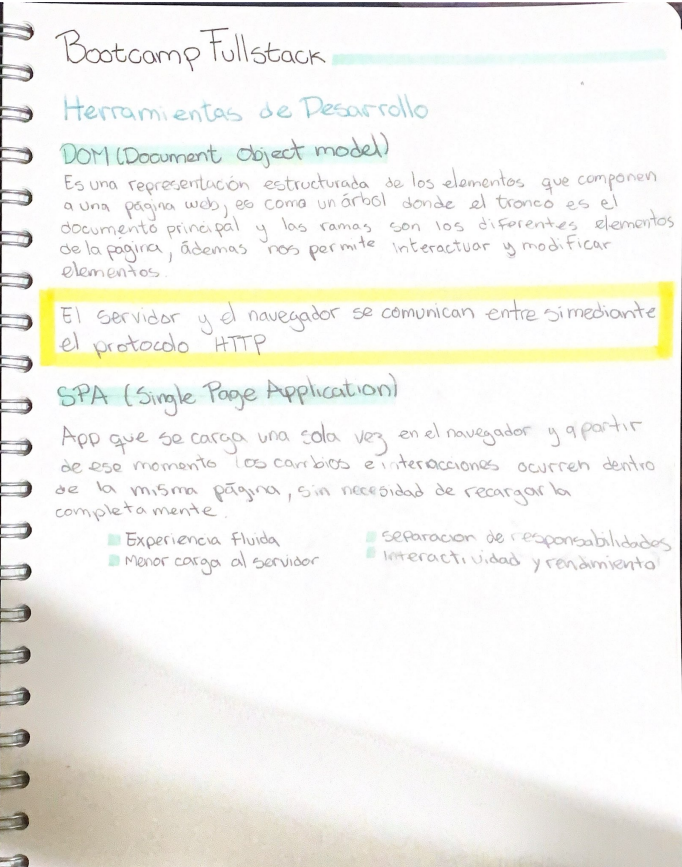 Bootcamp Fullstack
Herramientas de Desarrollo
DOM (Document Object model)
Es una representación estructurada de los elementos que componen
a una página web, es como un árbol donde el tronco es el
documento principal y las ramas son los diferentes elementos
de la página, ádemas nos permite interactuar y modificar
elementos.
El servidor y el navegador se comunican entre si mediante
el protocolo HTTP
SPA (Single Page Application)
App que se carga una sola vez en el navegador y a partir
de ese momento los cambios e interacciones ocurren dentro
de la misma página, sin necesidad de recargar la
completamente.
Experiencia fluida
Menor carga al servidor
separacion de responsabilidades
Interactividad y rendimiento